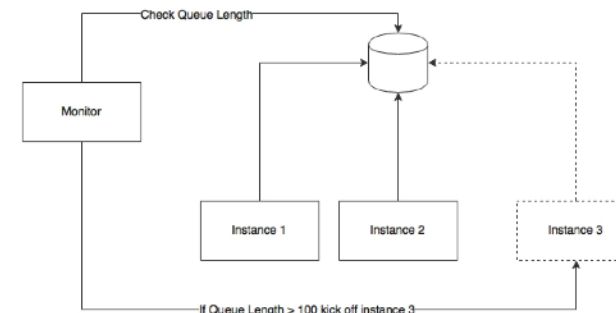 Check Queue Length
Monitor
Instance 1
Instance 2
Instance 3
If Queue Length > 100 kick off instance 3